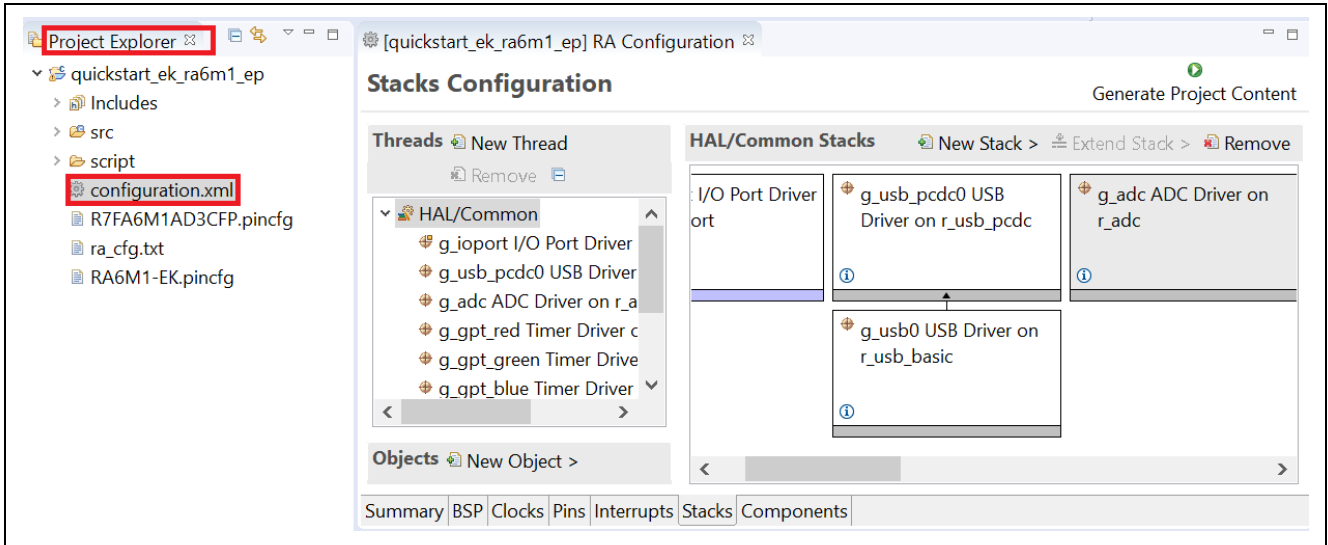 Project Explorer
quickstart_ek_ra6m1_ep
Includes
src
script
configuration.xml
R7FA6M1AD3CFP.pincfg
ra_cfg.txt
RA6M1-EK.pincfg
[quickstart_ek_ra6m1_ep] RA Configuration
Stacks Configuration
Generate Project Content
Threads New Thread
Remove
HAL/Common
g_ioport I/O Port Driver
g_usb_pcdc0 USB Driver
g_adc ADC Driver on r_a
g_gpt_red Timer Driver c
g_gpt_green Timer Drive
g_gpt_blue Timer Driver
Objects New Object >
HAL/Common Stacks New Stack > Extend Stack > Remove
I/O Port Driver
ort
g_usb_pcdc0 USB
Driver on r_usb_pcdc
g_adc ADC Driver on
r_adc
g_usb0 USB Driver on
r_usb_basic
Summary BSP Clocks Pins Interrupts Stacks Components